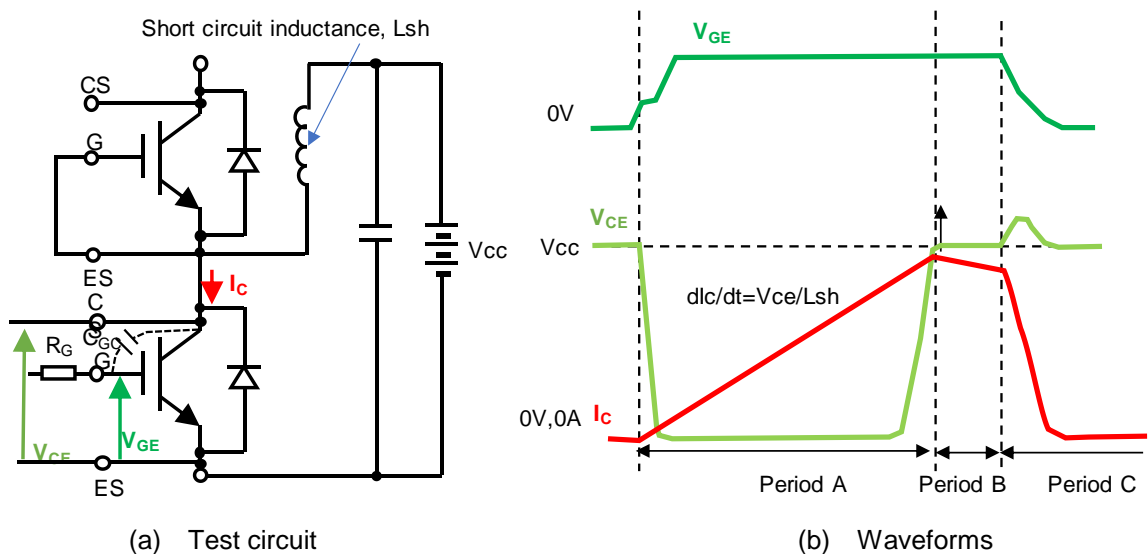 Short circuit inductance, Lsh
CS
G
ES
Vcc
IC
C
G
CGC
RG
G
VGE
VCE
ES
(a) Test circuit
VGE
0V
VCE
Vcc
dIc/dt=Vce/Lsh
0V,0A
IC
Period A
Period B
Period C
(b) Waveforms